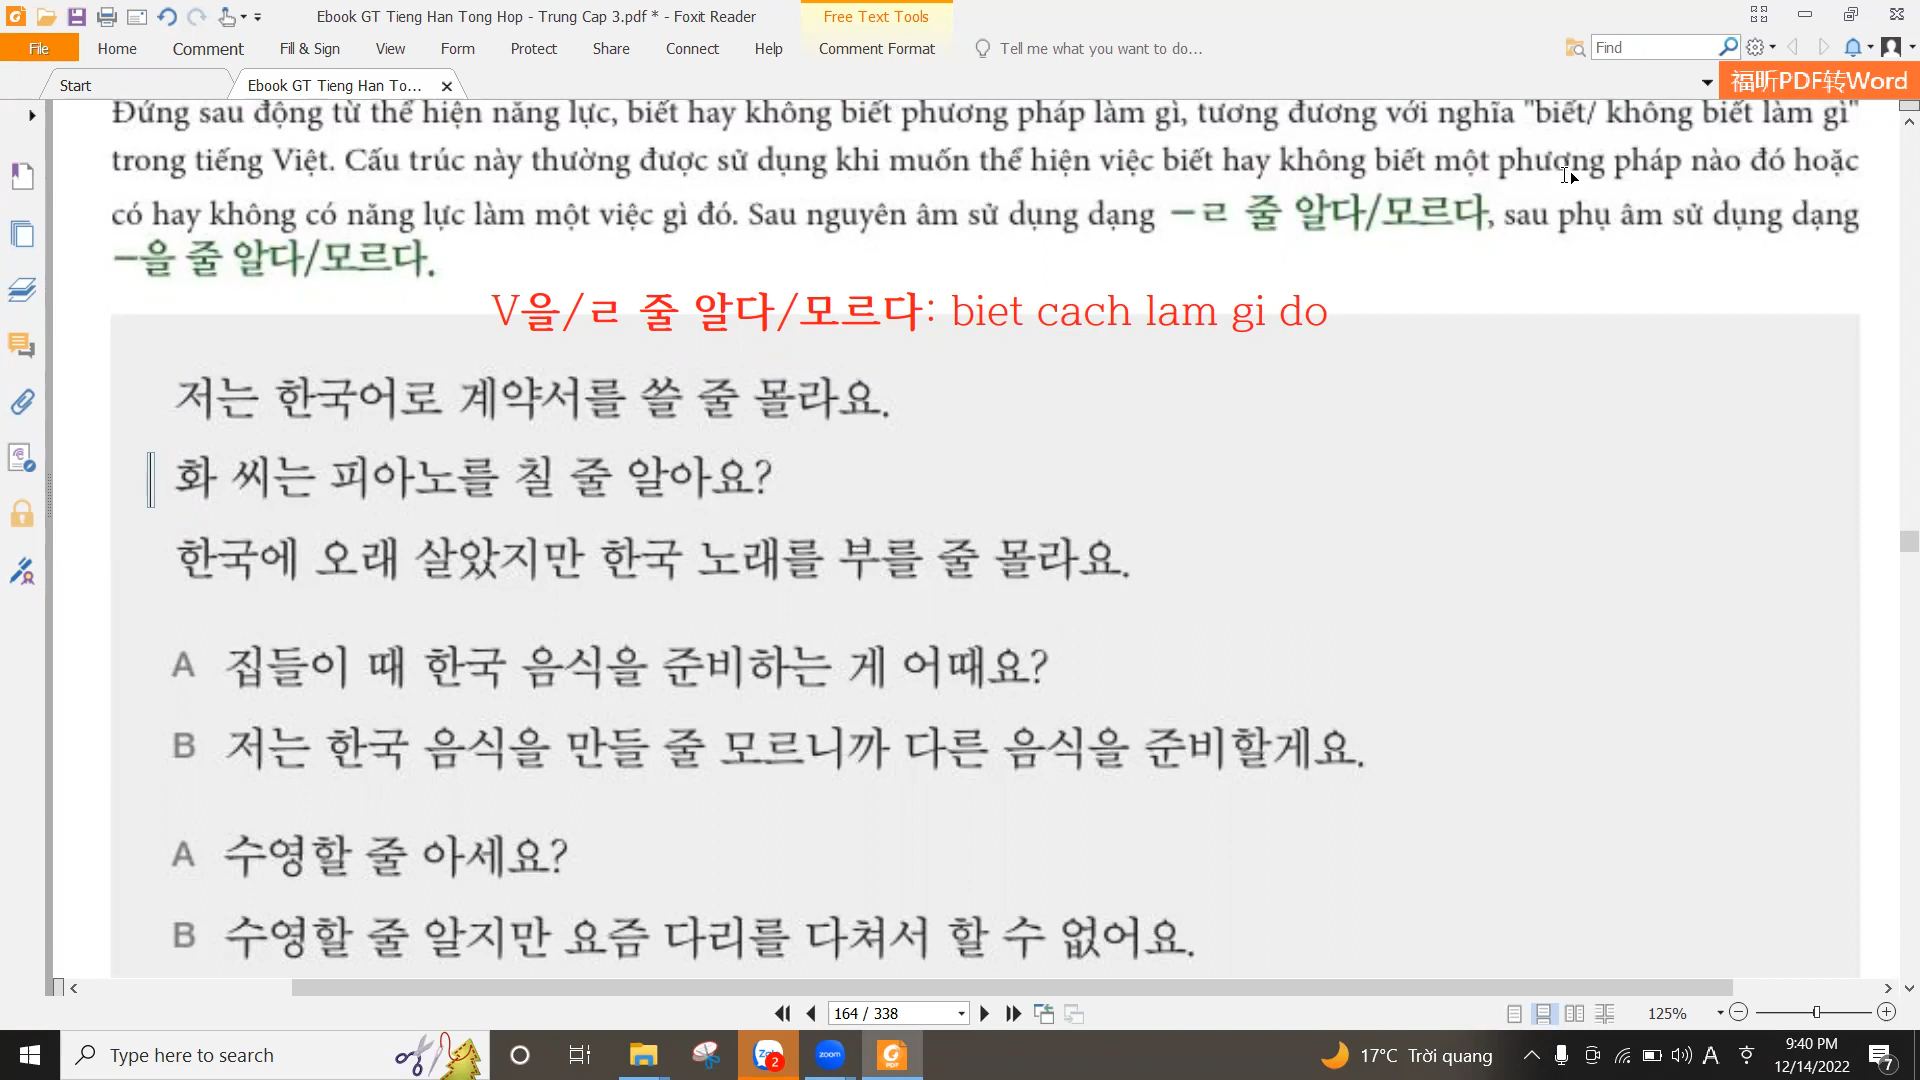 Ebook GT Tieng Han Tong Hop - Trung Cap 3.pdf * - Foxit Reader
Free Text Tools
File Home Comment Fill & Sign View Form Protect Share Connect Help Comment Format Tell me what you want to do... Find
Start Ebook GT Tieng Han To... 福昕PDF转Word
Đứng sau động từ thể hiện năng lực, biết hay không biết phương pháp làm gì, tương đương với nghĩa "biết/ không biết làm gì"
trong tiếng Việt. Cấu trúc này thường được sử dụng khi muốn thể hiện việc biết hay không biết một phương pháp nào đó hoặc
có hay không có năng lực làm một việc gì đó. Sau nguyên âm sử dụng dạng –ㄹ 줄 알다/모르다, sau phụ âm sử dụng dạng
–을 줄 알다/모르다.
V을/ㄹ 줄 알다/모르다: biet cach lam gi do
저는 한국어로 계약서를 쓸 줄 몰라요.
화 씨는 피아노를 칠 줄 알아요?
한국에 오래 살았지만 한국 노래를 부를 줄 몰라요.
A 집들이 때 한국 음식을 준비하는 게 어때요?
B 저는 한국 음식을 만들 줄 모르니까 다른 음식을 준비할게요.
A 수영할 줄 아세요?
B 수영할 줄 알지만 요즘 다리를 다쳐서 할 수 없어요.
164 / 338 125%
Type here to search Zalo 2 zoom PDF 17°C Trời quang A 9:40 PM
12/14/2022 7